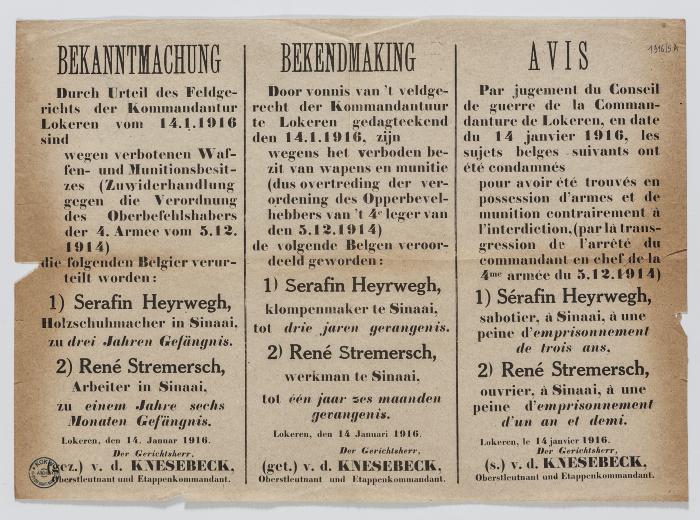 1916/9A
BEKANNTMACHUNG
Durch Urteil des Feldge-
richts der Kommandantur
Lokeren vom 14.1.1916
sind
wegen verbotenen Waf-
fen- und Munitionsbesit-
zes (Zuwiderhandlung
gegen die Verordnung
des Oberbefehlshabers
der 4. Armee vom 5.12.
1914)
die folgenden Belgier verur-
teilt worden:
1) Serafin Heyrwegh,
Holzschuhmacher in Sinaai,
zu drei Jahren Gefängnis.
2) René Stremersch,
Arbeiter in Sinaai,
zu einem Jahre sechs
Monaten Gefängnis.
Lokeren, den 14. Januar 1916.
Der Gerichtsherr,
(gez.) v. d. KNESEBECK,
Oberstleutnant und Etappenkommandant.
BEKENDMAKING
Door vonnis van 't veldge-
recht der Kommandantuur
te Lokeren gedagteekend
den 14.1.1916, zijn
wegens het verboden be-
zit van wapens en munitie
(dus overtreding der ver-
ordening des Opperbevel-
hebbers van 't 4e leger van
den 5.12.1914)
de volgende Belgen veroor-
deeld geworden:
1) Serafin Heyrwegh,
klompenmaker te Sinaai,
tot drie jaren gevangenis.
2) René Stremersch,
werkman te Sinaai,
tot één jaar zes maanden
gevangenis.
Lokeren, den 14 Januari 1916.
Der Gerichtsherr,
(get.) v. d. KNESEBECK,
Oberstleutnant und Etappenkommandant.
AVIS
Par jugement du Conseil
de guerre de la Comman-
danture de Lokeren, en date
du 14 janvier 1916, les
sujets belges suivants ont
été condamnés
pour avoir été trouvés en
possession d'armes et de
munition contrairement à
l'interdiction, (par là trans-
gression de l'arrêté du
commandant en chef de la
4me armée du 5.12.1914)
1) Sérafin Heyrwegh,
sabotier, à Sinaai, à une
peine d'emprisonnement
de trois ans,
2) René Stremersch,
ouvrier, à Sinaai, à une
peine d'emprisonnement
d'un an et demi.
Lokeren, le 14 janvier 1916.
Der Gerichtsherr,
(s.) v. d. KNESEBECK,
Oberstleutnant und Etappenkommandant.